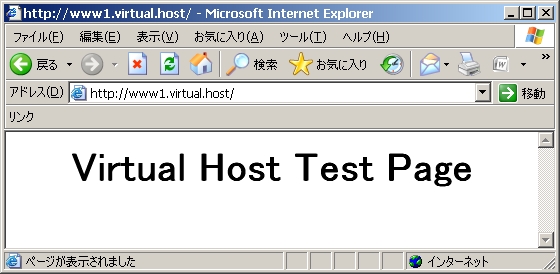 http://www1.virtual.host/ - Microsoft Internet Explorer
ファイル(F) 編集(E) 表示(V) お気に入り(A) ツール(T) ヘルプ(H)
戻る 検索 お気に入り W »
アドレス(D) http://www1.virtual.host/ 移動
リンク
Virtual Host Test Page
ページが表示されました インターネット